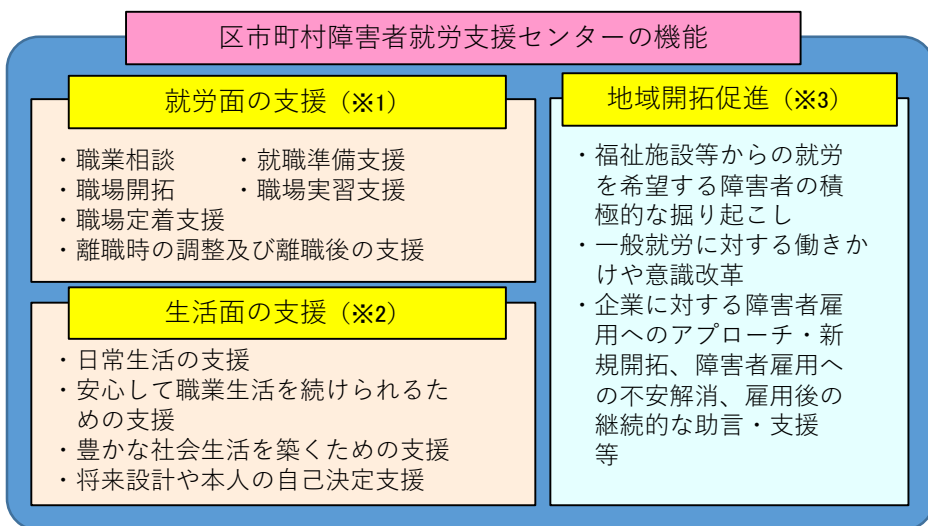 区市町村障害者就労支援センターの機能
就労面の支援（※1）
・職業相談　　・就職準備支援
・職場開拓　　・職場実習支援
・職場定着支援
・離職時の調整及び離職後の支援
生活面の支援（※2）
・日常生活の支援
・安心して職業生活を続けられるた
めの支援
・豊かな社会生活を築くための支援
・将来設計や本人の自己決定支援
地域開拓促進（※3）
・福祉施設等からの就労
を希望する障害者の積
極的な掘り起こし
・一般就労に対する働きか
けや意識改革
・企業に対する障害者雇
用へのアプローチ・新
規開拓、障害者雇用へ
の不安解消、雇用後の
継続的な助言・支援
等